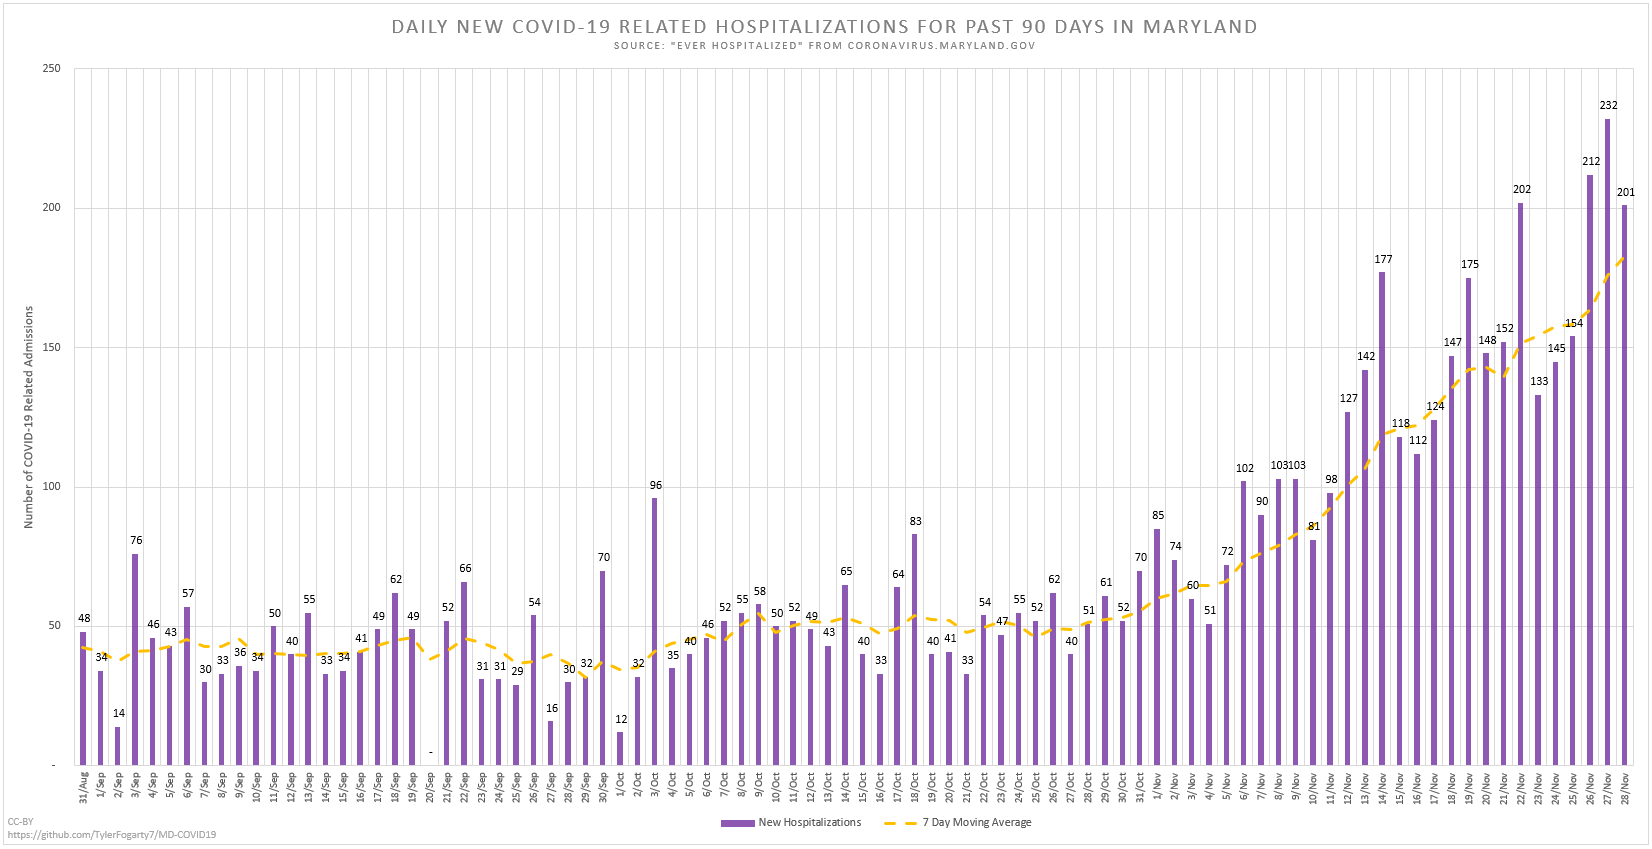 DAILY NEW COVID-19 RELATED HOSPITALIZATIONS FOR PAST 90 DAYS IN MARYLAND
SOURCE: "EVER HOSPITALIZED" FROM CORONAVIRUS.MARYLAND.GOV
Number of COVID-19 Related Admissions
250
200
150
100
50
-
48 34 14 76 46 43 57 30 33 36 34 50 40 55 33 34 41 49 62 49 - 52 66 31 31 29 54 16 30 32 70 12 32 96 35 40 46 52 55 58 50 52 49 43 65 40 33 64 83 40 41 33 54 47 55 52 62 40 51 61 52 70 85 74 60 51 72 102 90 103 103 81 98 127 142 177 118 112 124 147 175 148 152 202 133 145 154 212 232 201
31/Aug 1/Sep 2/Sep 3/Sep 4/Sep 5/Sep 6/Sep 7/Sep 8/Sep 9/Sep 10/Sep 11/Sep 12/Sep 13/Sep 14/Sep 15/Sep 16/Sep 17/Sep 18/Sep 19/Sep 20/Sep 21/Sep 22/Sep 23/Sep 24/Sep 25/Sep 26/Sep 27/Sep 28/Sep 29/Sep 30/Sep 1/Oct 2/Oct 3/Oct 4/Oct 5/Oct 6/Oct 7/Oct 8/Oct 9/Oct 10/Oct 11/Oct 12/Oct 13/Oct 14/Oct 15/Oct 16/Oct 17/Oct 18/Oct 19/Oct 20/Oct 21/Oct 22/Oct 23/Oct 24/Oct 25/Oct 26/Oct 27/Oct 28/Oct 29/Oct 30/Oct 31/Oct 1/Nov 2/Nov 3/Nov 4/Nov 5/Nov 6/Nov 7/Nov 8/Nov 9/Nov 10/Nov 11/Nov 12/Nov 13/Nov 14/Nov 15/Nov 16/Nov 17/Nov 18/Nov 19/Nov 20/Nov 21/Nov 22/Nov 23/Nov 24/Nov 25/Nov 26/Nov 27/Nov 28/Nov
New Hospitalizations 7 Day Moving Average
CC-BY
https://github.com/TylerFogarty7/MD-COVID19